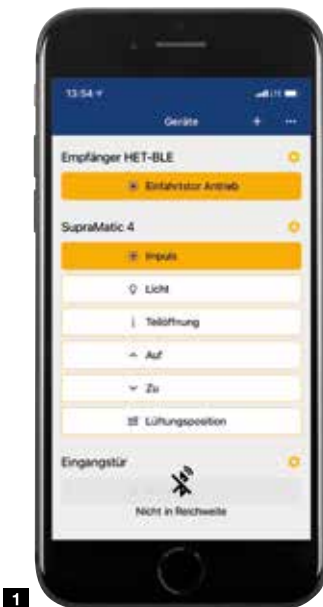 13:54
LTE
Geräte + ...
Empfänger HET-BLE
Einfahrtstor Antrieb
SupraMatic 4
Impuls
Licht
Teilöffnung
Auf
Zu
Lüftungsposition
Eingangstür
Nicht in Reichweite
1